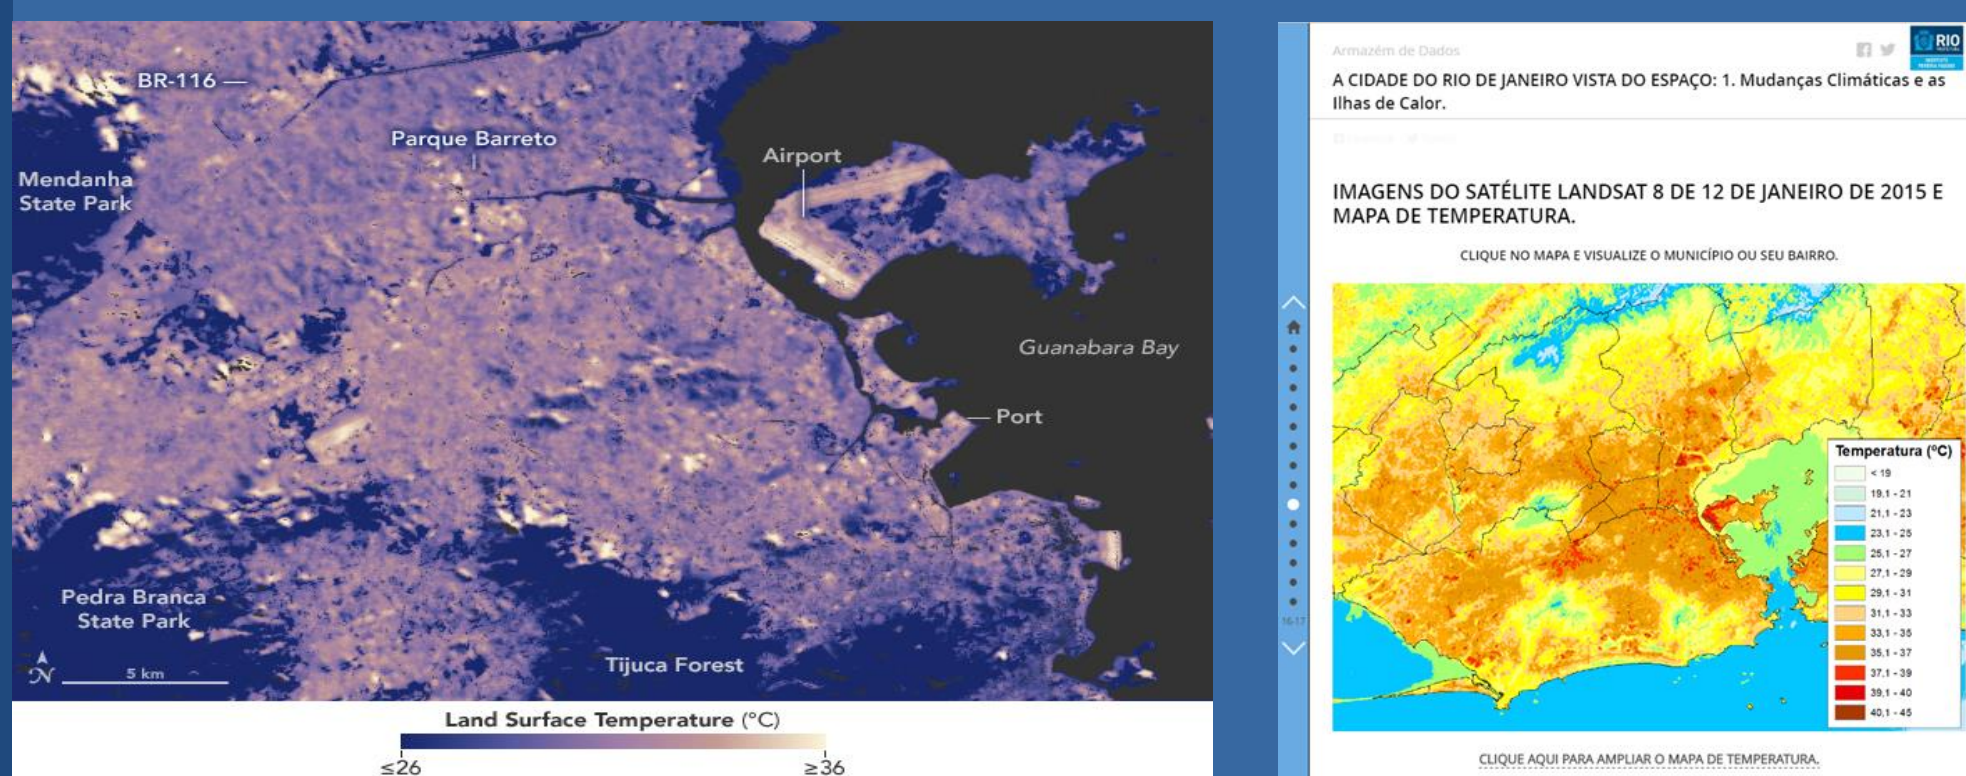 BR-116
Parque Barreto
Airport
Mendanha
State Park
Guanabara Bay
Port
Pedra Branca
State Park
Tijuca Forest
N
5 km
Land Surface Temperature (°C)
≤26
≥36
Armazém de Dados
RIO
A CIDADE DO RIO DE JANEIRO VISTA DO ESPAÇO: 1. Mudanças Climáticas e as
Ilhas de Calor.
IMAGENS DO SATÉLITE LANDSAT 8 DE 12 DE JANEIRO DE 2015 E
MAPA DE TEMPERATURA.
CLIQUE NO MAPA E VISUALIZE O MUNICÍPIO OU SEU BAIRRO.
Temperatura (ºC)
< 19
19,1 - 21
21,1 - 23
23,1 - 25
25,1 - 27
27,1 - 29
29,1 - 31
31,1 - 33
33,1 - 35
35,1 - 37
37,1 - 39
39,1 - 40
40,1 - 45
16-17
CLIQUE AQUI PARA AMPLIAR O MAPA DE TEMPERATURA.